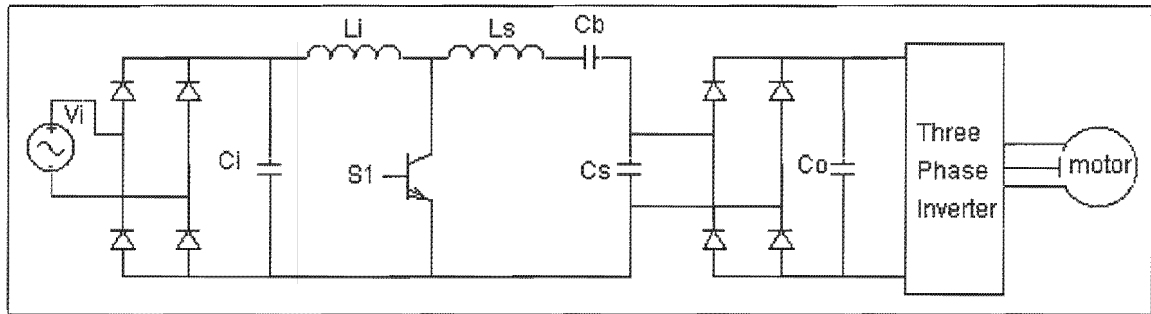 Li
Ls
Cb
Vi
Ci
S1
Cs
Co
Three
Phase
Inverter
motor